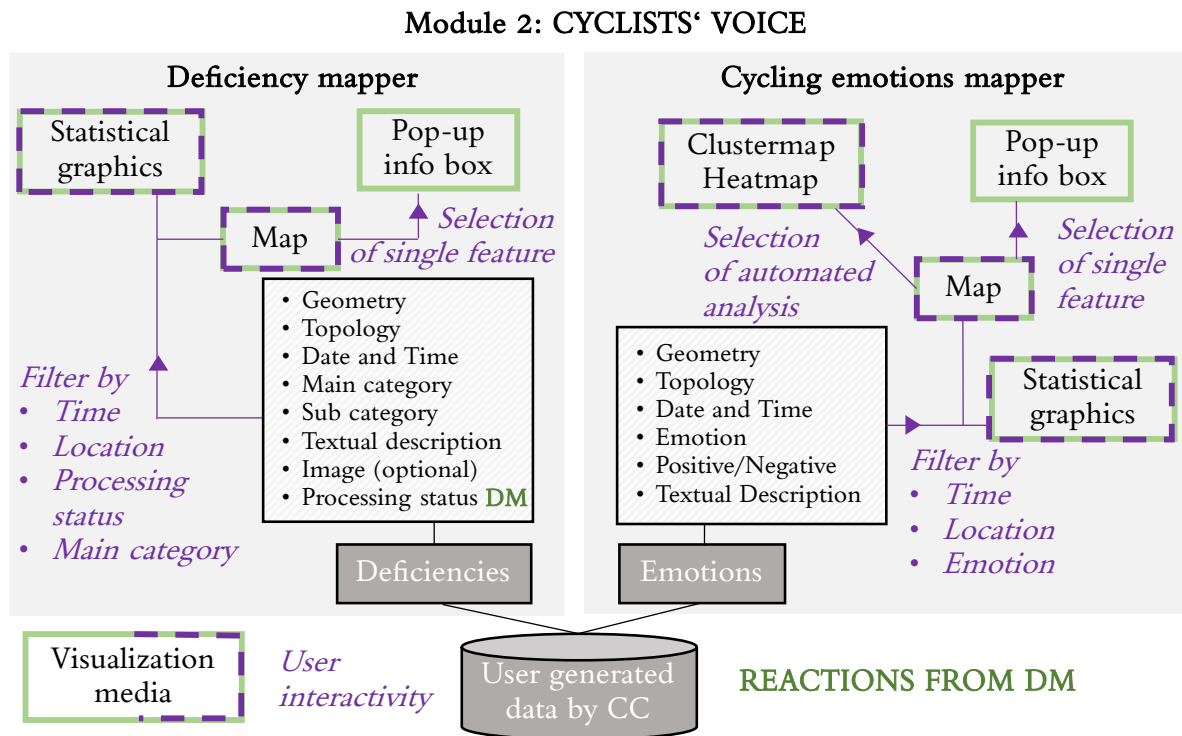 Module 2: CYCLISTS‘ VOICE
Deficiency mapper
Statistical
graphics
Pop-up
info box
Map
Selection
of single feature
• Geometry
• Topology
• Date and Time
• Main category
• Sub category
• Textual description
• Image (optional)
• Processing status DM
Filter by
• Time
• Location
• Processing
status
• Main category
Deficiencies
Cycling emotions mapper
Clustermap
Heatmap
Pop-up
info box
Selection
of automated
analysis
Map
Selection
of single
feature
• Geometry
• Topology
• Date and Time
• Emotion
• Positive/Negative
• Textual Description
Statistical
graphics
Filter by
• Time
• Location
• Emotion
Emotions
Visualization
media
User
interactivity
User generated
data by CC
REACTIONS FROM DM